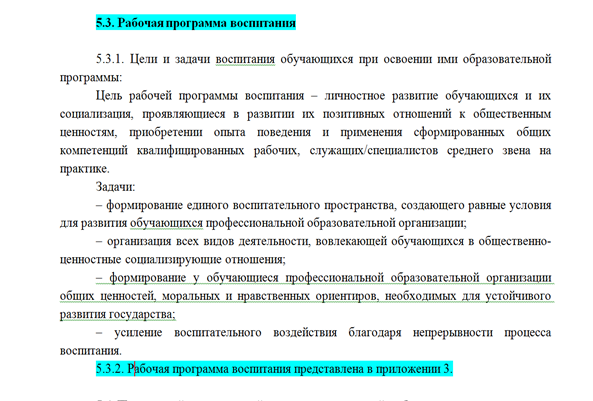 5.3. Рабочая программа воспитания
5.3.1. Цели и задачи воспитания обучающихся при освоении ими образовательной
программы:
Цель рабочей программы воспитания – личностное развитие обучающихся и их
социализация, проявляющиеся в развитии их позитивных отношений к общественным
ценностям, приобретении опыта поведения и применения сформированных общих
компетенций квалифицированных рабочих, служащих/специалистов среднего звена на
практике.
Задачи:
– формирование единого воспитательного пространства, создающего равные условия
для развития обучающихся профессиональной образовательной организации;
– организация всех видов деятельности, вовлекающей обучающихся в общественно-
ценностные социализирующие отношения;
– формирование у обучающиеся профессиональной образовательной организации
общих ценностей, моральных и нравственных ориентиров, необходимых для устойчивого
развития государства;
– усиление воспитательного воздействия благодаря непрерывности процесса
воспитания.
5.3.2. Рабочая программа воспитания представлена в приложении 3.